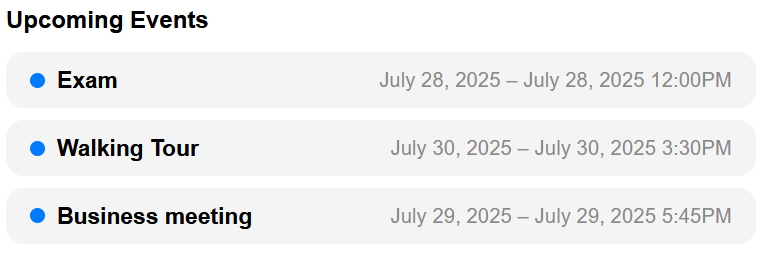 Upcoming Events
Exam July 28, 2025 – July 28, 2025 12:00PM
Walking Tour July 30, 2025 – July 30, 2025 3:30PM
Business meeting July 29, 2025 – July 29, 2025 5:45PM